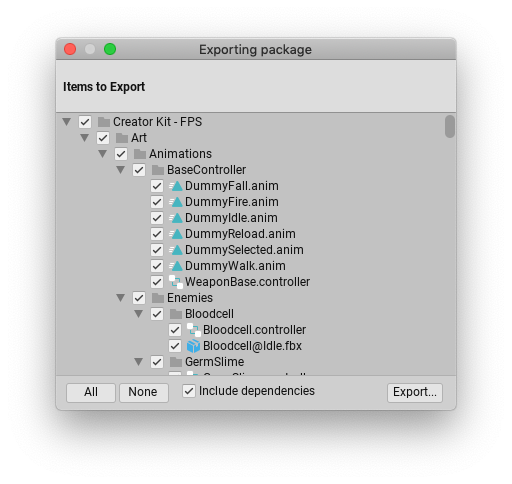 Exporting package
Items to Export
Creator Kit - FPS
Art
Animations
BaseController
DummyFall.anim
DummyFire.anim
DummyIdle.anim
DummyReload.anim
DummySelected.anim
DummyWalk.anim
WeaponBase.controller
Enemies
Bloodcell
Bloodcell.controller
Bloodcell@Idle.fbx
GermSlime
All None Include dependencies Export...